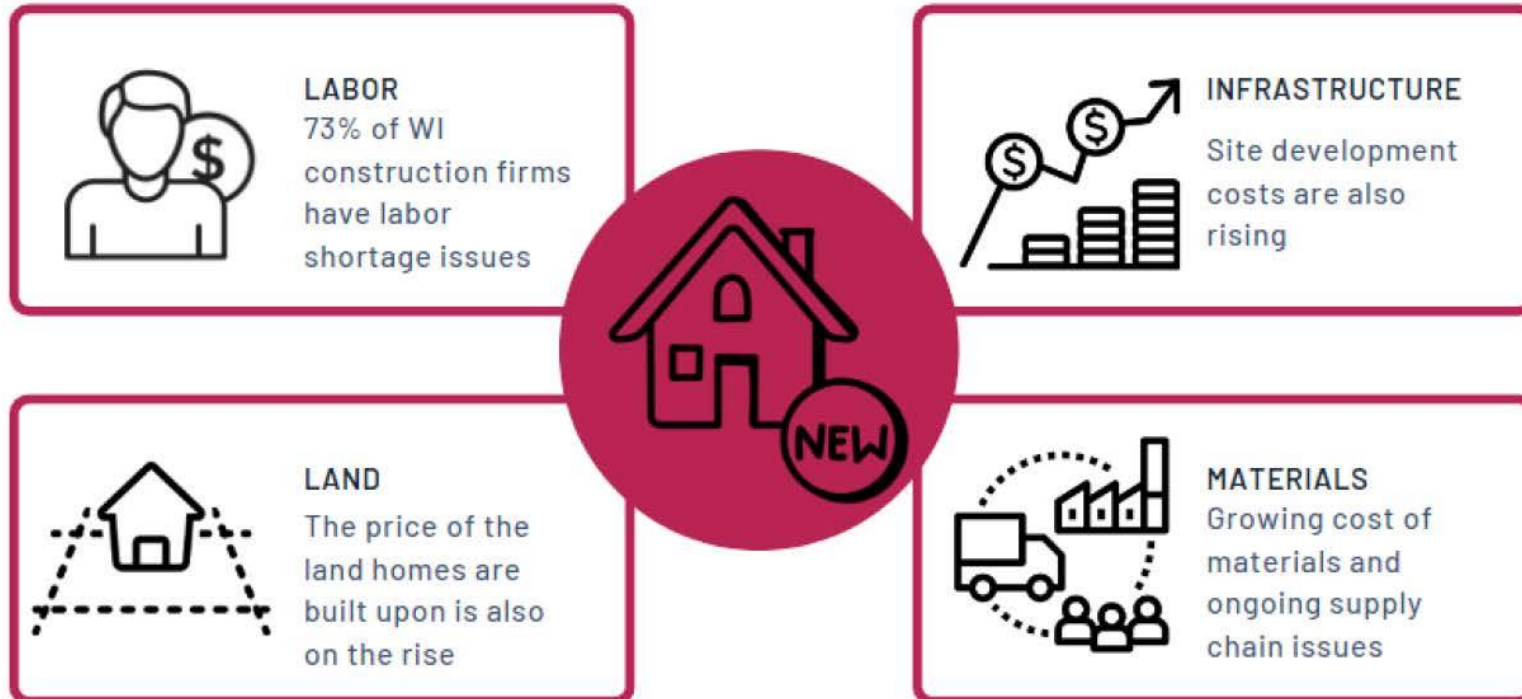 LABOR
73% of WI
construction firms
have labor
shortage issues
INFRASTRUCTURE
Site development
costs are also
rising
$
$
$
NEW
LAND
The price of the
land homes are
built upon is also
on the rise
MATERIALS
Growing cost of
materials and
ongoing supply
chain issues